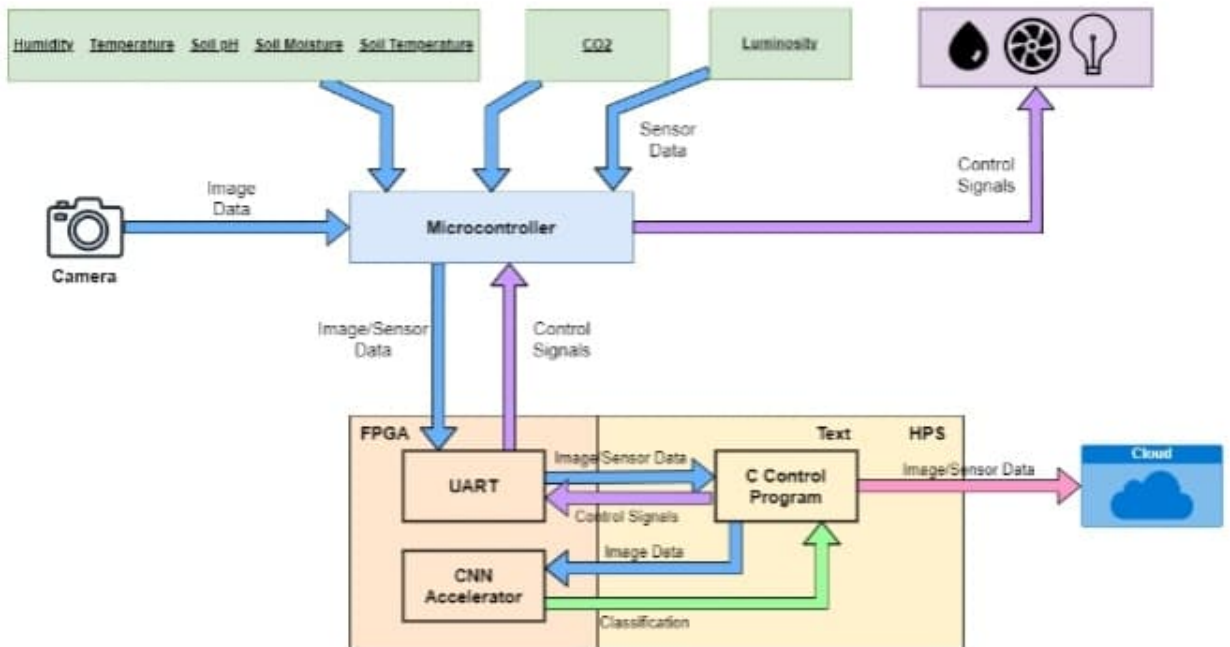 Humidity Temperature Soil pH Soil Moisture Soil Temperature
CO2
Luminosity
Sensor
Data
Control
Signals
Image
Data
Microcontroller
Camera
Image/Sensor
Data
Control
Signals
FPGA
Text
HPS
UART
Image/Sensor Data
Control Signals
C Control
Program
Image/Sensor Data
Cloud
Image Data
CNN
Accelerator
Classification